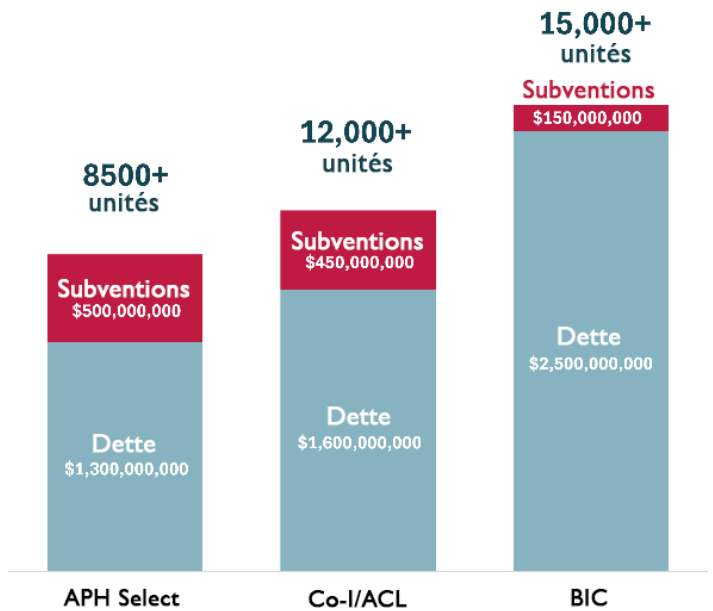 8500+
unités
Subventions
$500,000,000
Dette
$1,300,000,000
APH Select
12,000+
unités
Subventions
$450,000,000
Dette
$1,600,000,000
Co-I/ACL
15,000+
unités
Subventions
$150,000,000
Dette
$2,500,000,000
BIC